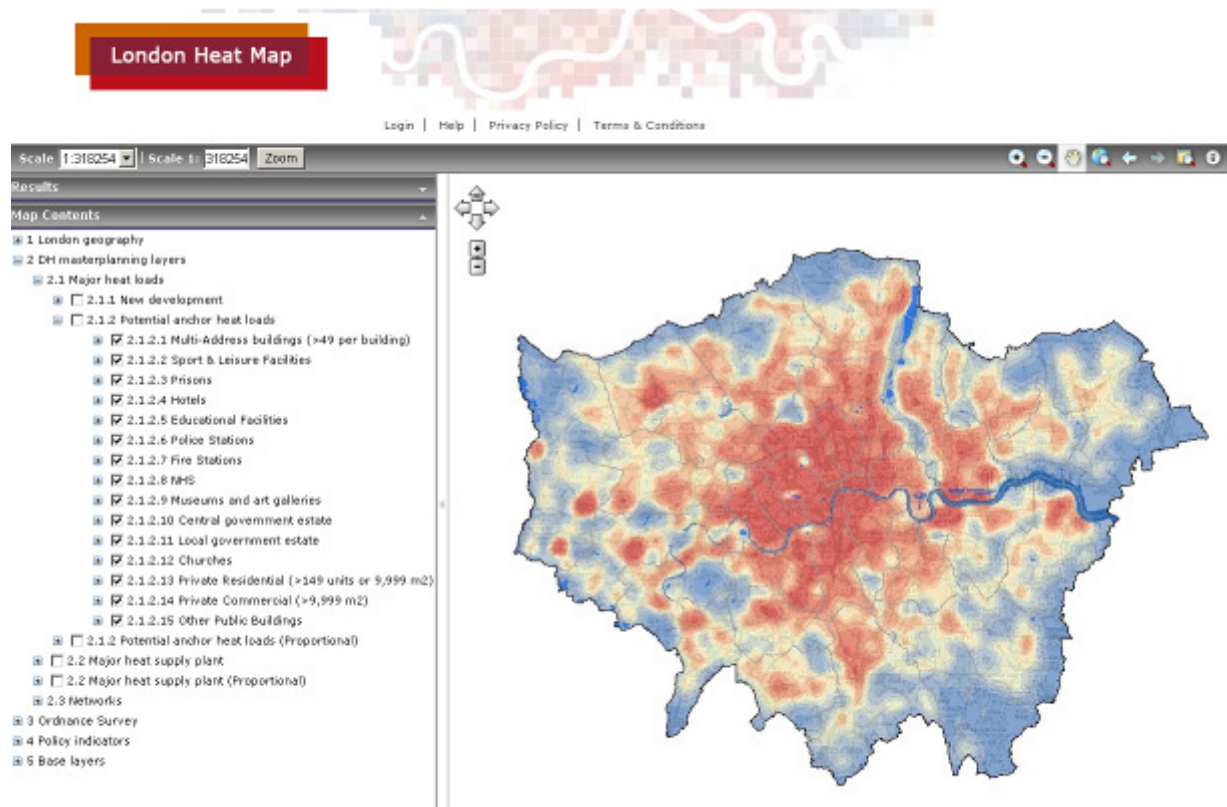 London Heat Map
Login | Help | Privacy Policy | Terms & Conditions
Scale 1:318254 | Scale 1: 318254 Zoom
Results
Map Contents
1 London geography
2 DH masterplanning layers
2.1 Major heat loads
2.1.1 New development
2.1.2 Potential anchor heat loads
2.1.2.1 Multi-Address buildings (>49 per building)
2.1.2.2 Sport & Leisure Facilities
2.1.2.3 Prisons
2.1.2.4 Hotels
2.1.2.5 Educational Facilities
2.1.2.6 Police Stations
2.1.2.7 Fire Stations
2.1.2.8 NHS
2.1.2.9 Museums and art galleries
2.1.2.10 Central government estate
2.1.2.11 Local government estate
2.1.2.12 Churches
2.1.2.13 Private Residential (>149 units or 9,999 m2)
2.1.2.14 Private Commercial (>9,999 m2)
2.1.2.15 Other Public Buildings
2.1.2 Potential anchor heat loads (Proportional)
2.2 Major heat supply plant
2.2 Major heat supply plant (Proportional)
2.3 Networks
3 Ordnance Survey
4 Policy indicators
5 Base layers